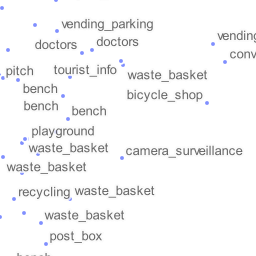 vending_parking
vending
doctors
doctors
conv
pitch
tourist_info
waste_basket
bench
bicycle_shop
bench
bench
playground
waste_basket
camera_surveillance
waste_basket
recycling
waste_basket
waste_basket
post_box
bench